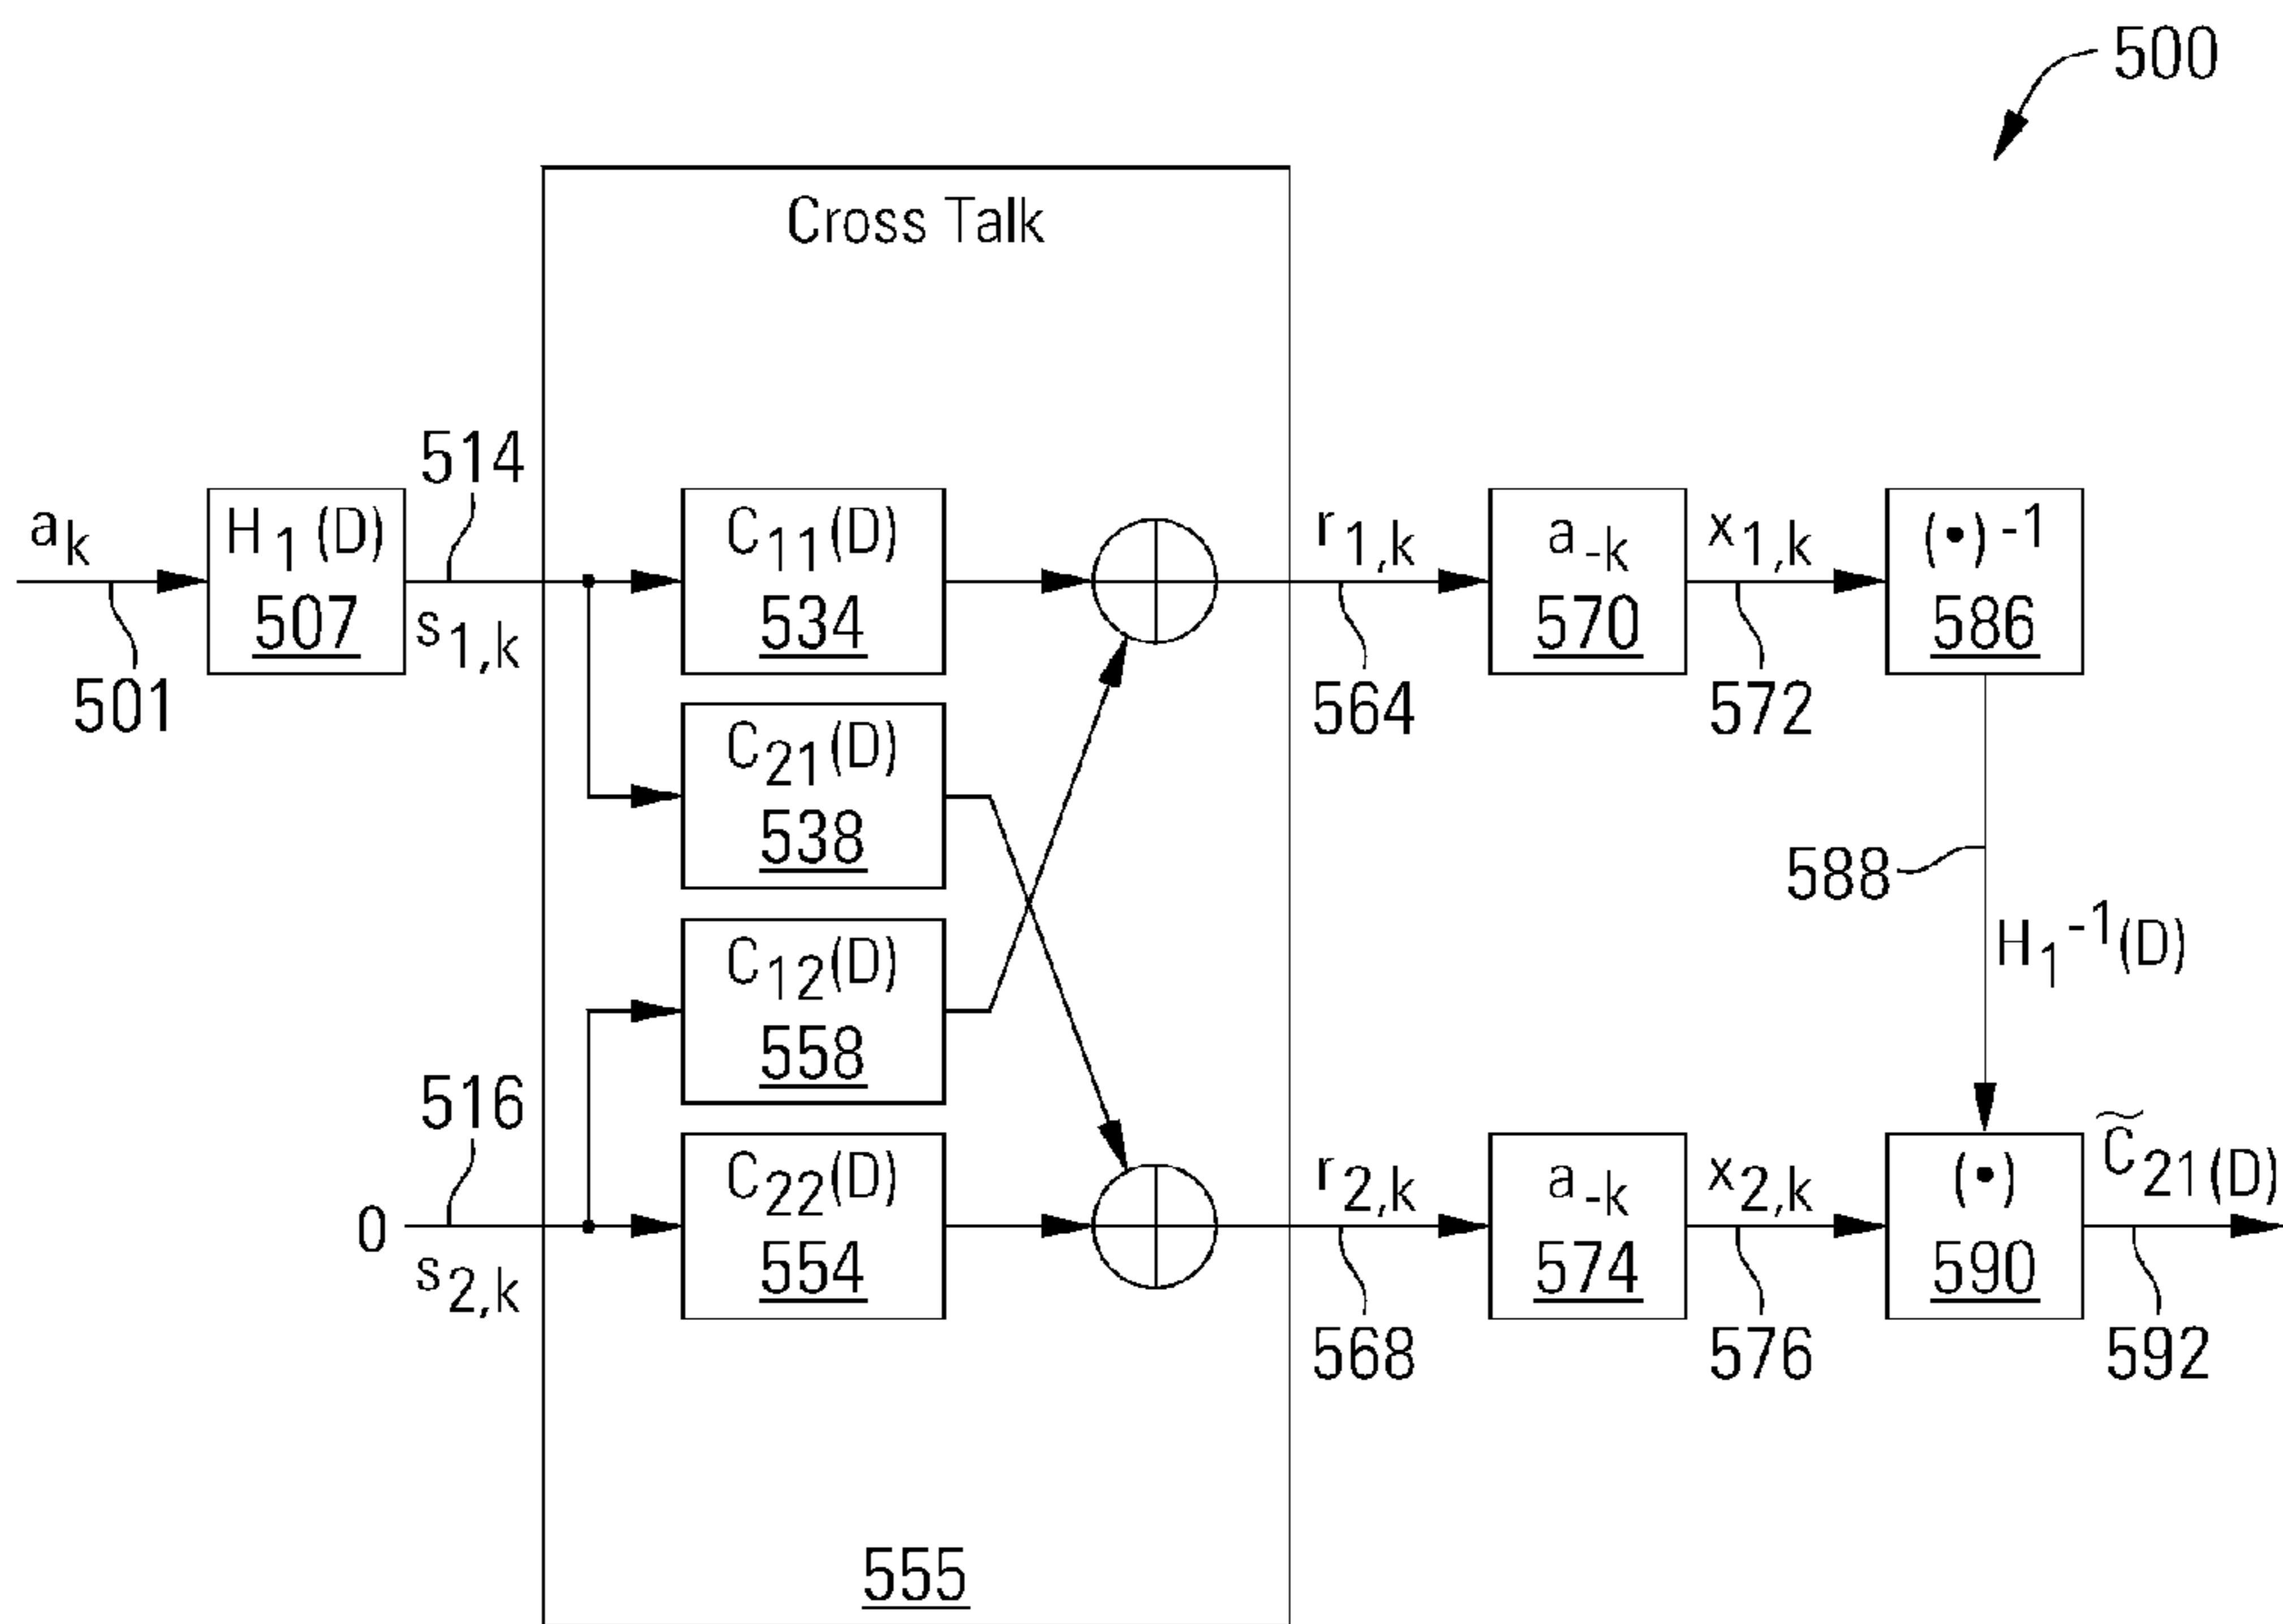 500
Cross Talk
514
a_k
H_1(D)
507
s_1,k
501
C_11(D)
534
r_1,k
564
a_-k
570
x_1,k
572
(•)^-1
586
C_21(D)
538
588
H_1^-1(D)
C_12(D)
558
516
0
s_2,k
C_22(D)
554
r_2,k
568
a_-k
574
x_2,k
576
(•)
590
C̃_21(D)
592
555